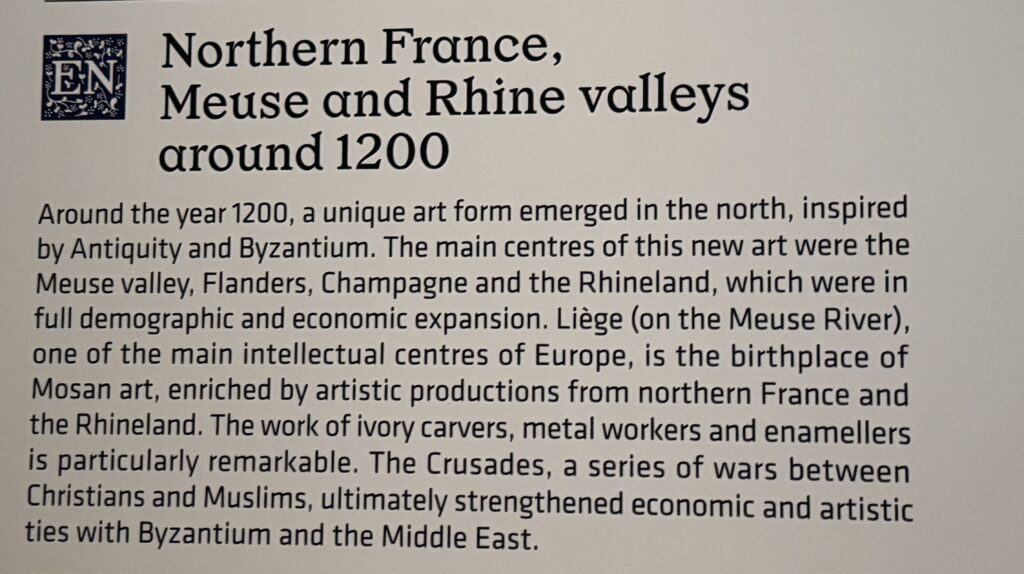 EN
Northern France,
Meuse and Rhine valleys
around 1200
Around the year 1200, a unique art form emerged in the north, inspired
by Antiquity and Byzantium. The main centres of this new art were the
Meuse valley, Flanders, Champagne and the Rhineland, which were in
full demographic and economic expansion. Liège (on the Meuse River),
one of the main intellectual centres of Europe, is the birthplace of
Mosan art, enriched by artistic productions from northern France and
the Rhineland. The work of ivory carvers, metal workers and enamellers
is particularly remarkable. The Crusades, a series of wars between
Christians and Muslims, ultimately strengthened economic and artistic
ties with Byzantium and the Middle East.